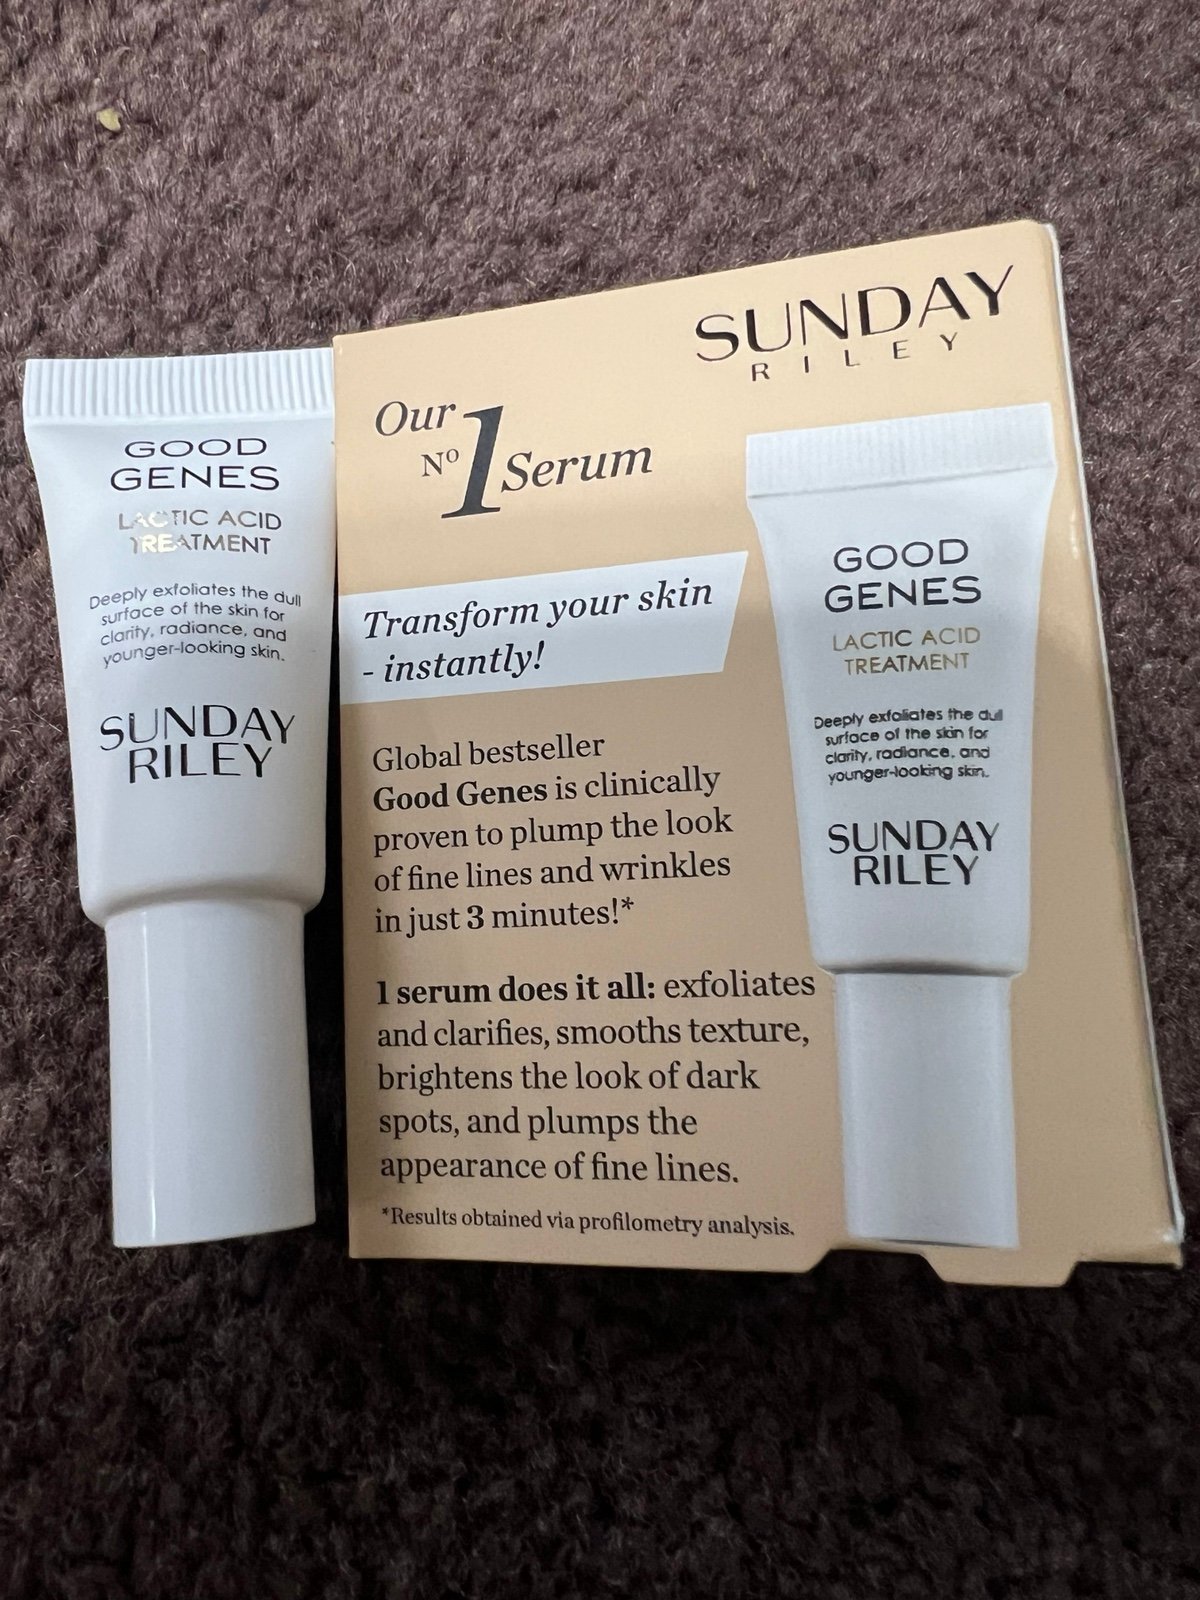 GOOD
GENES
LACTIC ACID
TREATMENT
Deeply exfoliates the dull
surface of the skin for
clarity, radiance, and
younger-looking skin.
SUNDAY
RILEY
SUNDAY
RILEY
Our
Nº 1 Serum
Transform your skin
- instantly!
Global bestseller
Good Genes is clinically
proven to plump the look
of fine lines and wrinkles
in just 3 minutes!*
1 serum does it all: exfoliates
and clarifies, smooths texture,
brightens the look of dark
spots, and plumps the
appearance of fine lines.
*Results obtained via profilometry analysis.
GOOD
GENES
LACTIC ACID
TREATMENT
Deeply exfoliates the dull
surface of the skin for
clarity, radiance, and
younger-looking skin.
SUNDAY
RILEY